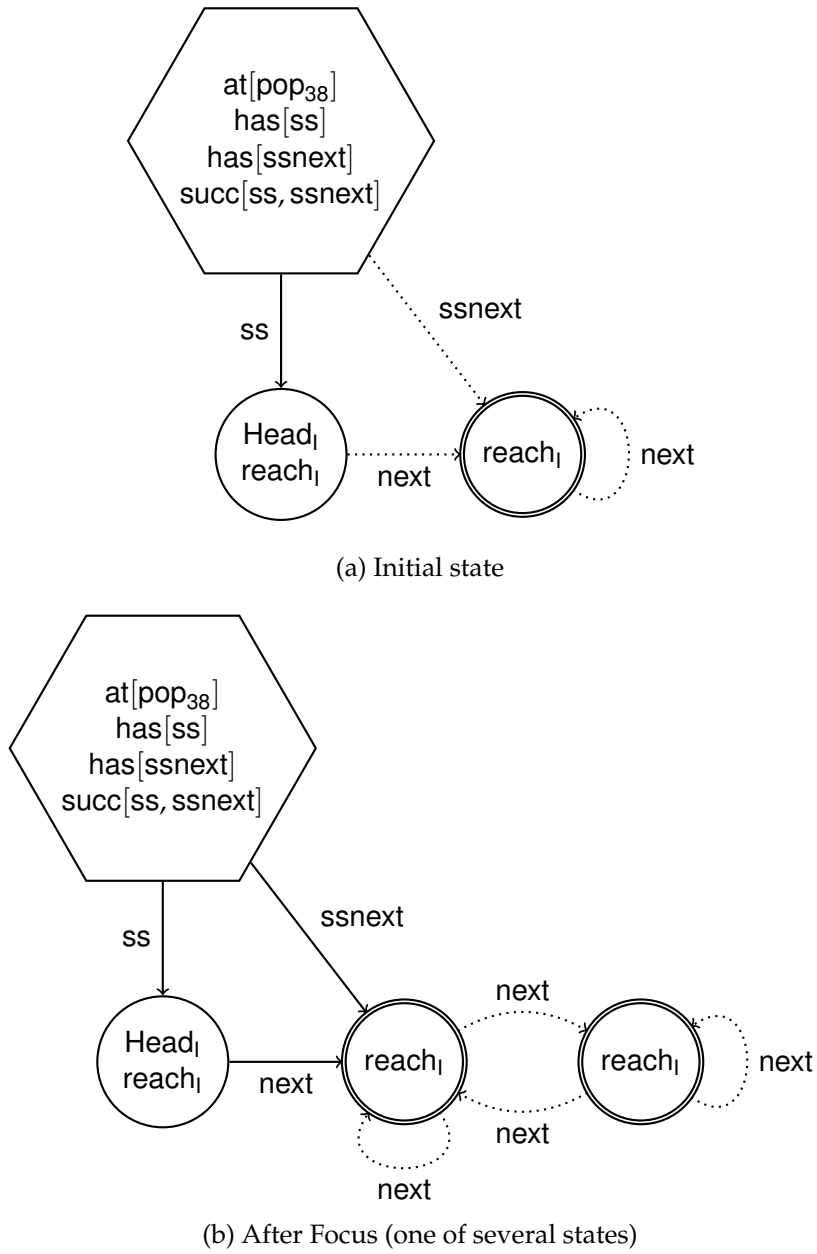 at[pop₃₈]
has[ss]
has[ssnext]
succ[ss, ssnext]
ssnext
ss
Headₗ
reachₗ
next
reachₗ
next
(a) Initial state
at[pop₃₈]
has[ss]
has[ssnext]
succ[ss, ssnext]
ssnext
ss
next
Headₗ
reachₗ
next
reachₗ
reachₗ
next
next
next
(b) After Focus (one of several states)